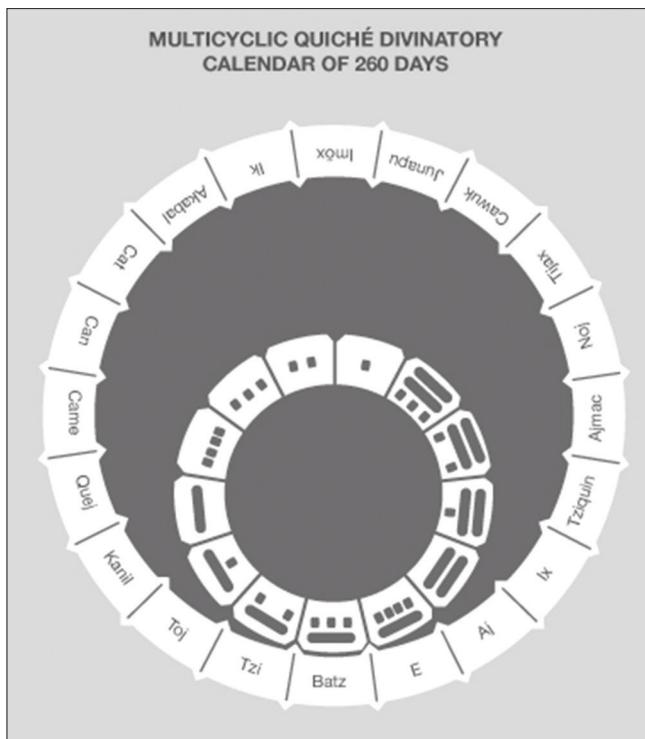 MULTICYCLIC QUICHÉ DIVINATORY
CALENDAR OF 260 DAYS
Imöx
Junapu
Cawuk
Tijax
Noj
Ajmac
Tziquin
Ix
Aj
E
Batz
Tzi
Toj
Kanil
Quej
Came
Can
Cat
Akabal
Ik